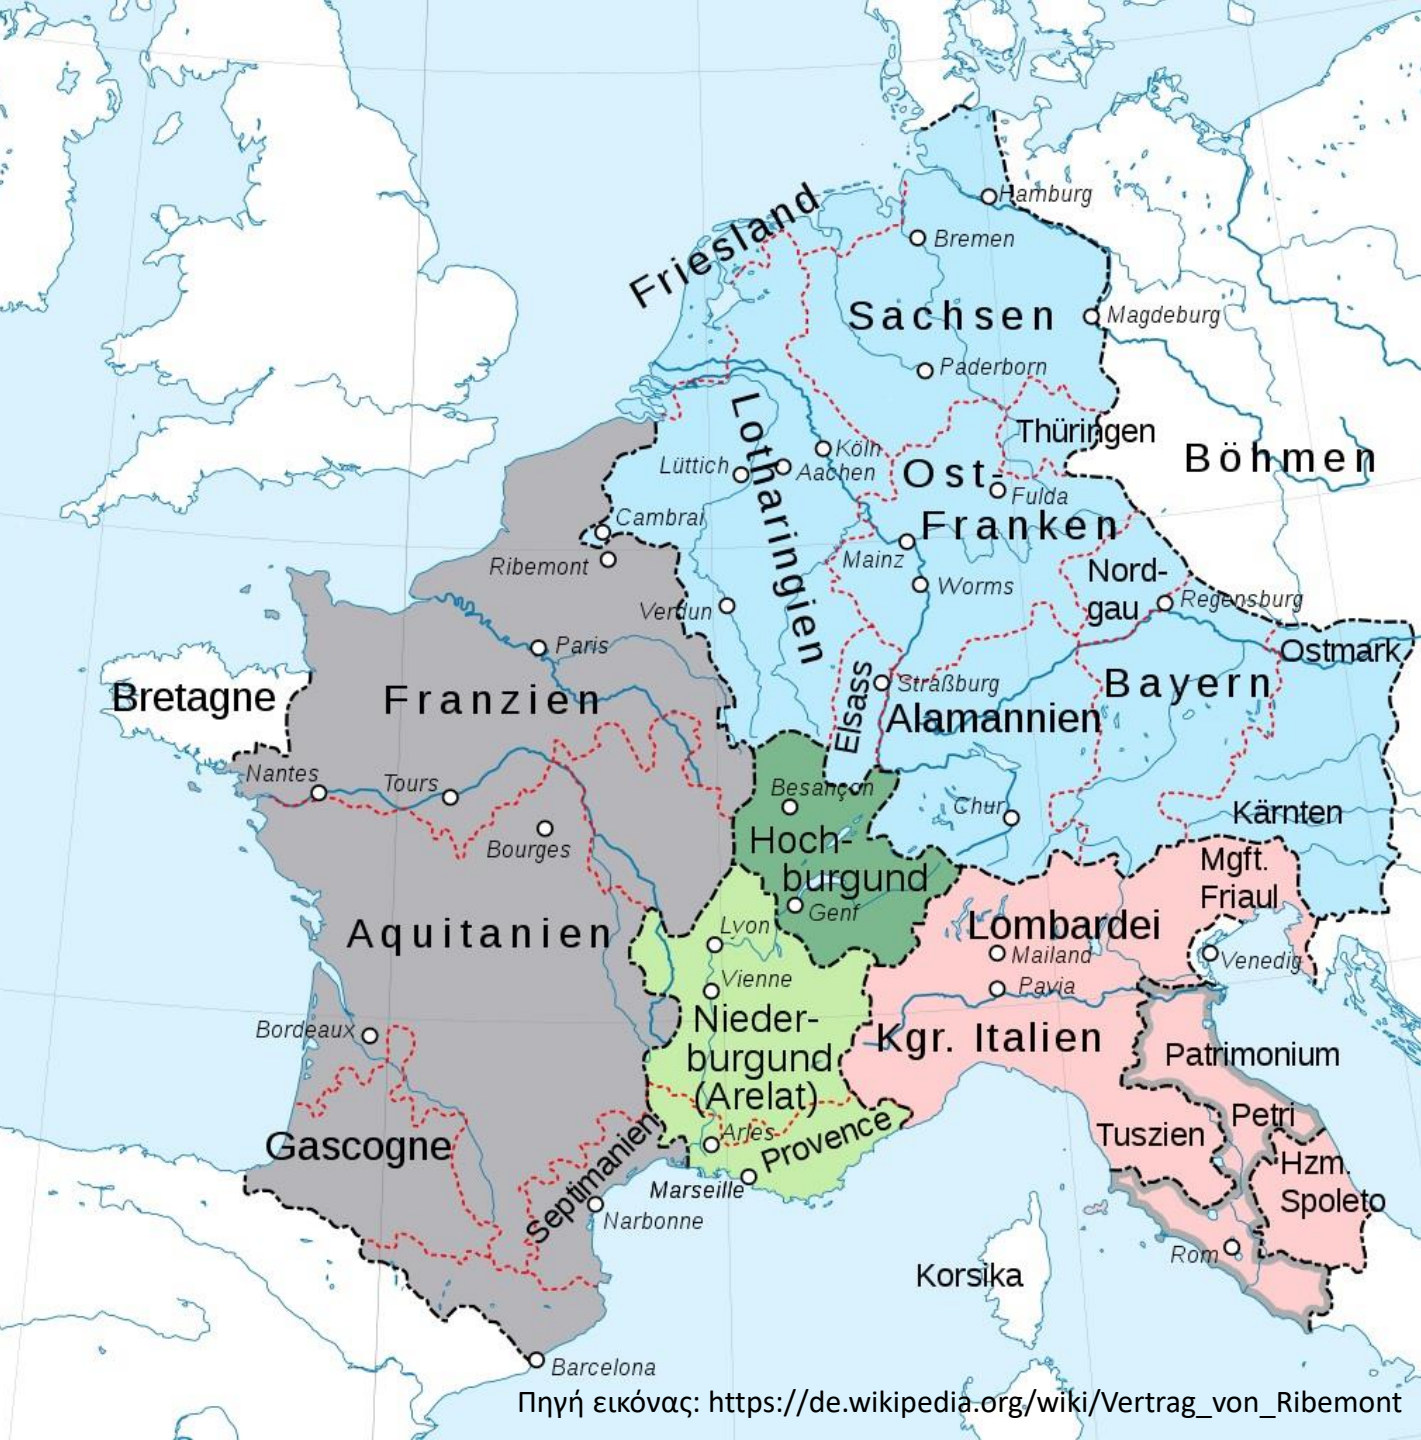 Hamburg
Friesland
Bremen
Sachsen
Magdeburg
Paderborn
Lotharingien
Thüringen
Böhmen
Köln
Lüttich
Aachen
Ost-
Fulda
Cambrai
Franken
Ribemont
Mainz
Nord-
gau
Worms
Verdun
Regensburg
Paris
Ostmark
Elsass
Straßburg
Bayern
Bretagne
Franzien
Alamannien
Nantes
Tours
Besançon
Chur
Kärnten
Bourges
Hoch-
burgund
Mgft.
Friaul
Genf
Lyon
Lombardei
Aquitanien
Mailand
Venedig
Vienne
Pavia
Bordeaux
Nieder-
burgund
(Arelat)
Kgr. Italien
Patrimonium
Petri
Gascogne
Septimanien
Arles
Provence
Tuszien
Hzm.
Spoleto
Marseille
Narbonne
Rom
Korsika
Barcelona
Πηγή εικόνας: https://de.wikipedia.org/wiki/Vertrag_von_Ribemont